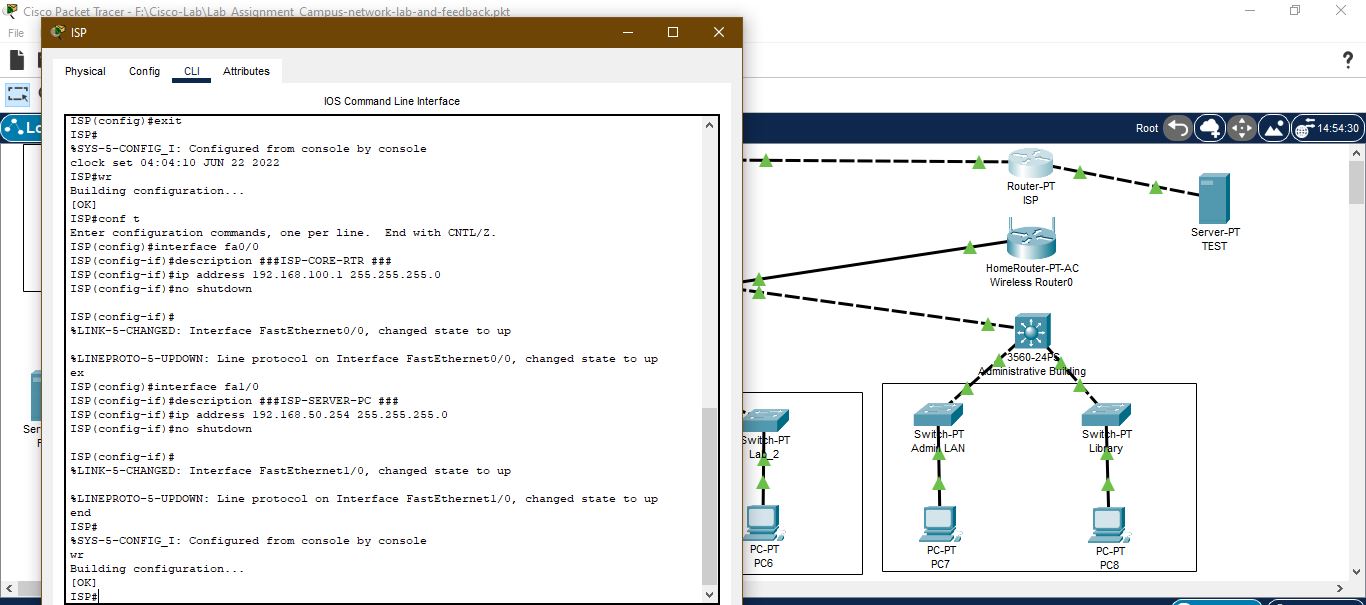 Cisco Packet Tracer - F:\Cisco-Lab\Lab_Assignment_Campus-network-lab-and-feedback.pkt
File
ISP
Physical Config CLI Attributes
IOS Command Line Interface
ISP(config)#exit
ISP#
%SYS-5-CONFIG_I: Configured from console by console
clock set 04:04:10 JUN 22 2022
ISP#wr
Building configuration...
[OK]
ISP#conf t
Enter configuration commands, one per line.  End with CNTL/Z.
ISP(config)#interface fa0/0
ISP(config-if)#description ###ISP-CORE-RTR ###
ISP(config-if)#ip address 192.168.100.1 255.255.255.0
ISP(config-if)#no shutdown
ISP(config-if)#
%LINK-5-CHANGED: Interface FastEthernet0/0, changed state to up
%LINEPROTO-5-UPDOWN: Line protocol on Interface FastEthernet0/0, changed state to up
ex
ISP(config)#interface fa1/0
ISP(config-if)#description ###ISP-SERVER-PC ###
ISP(config-if)#ip address 192.168.50.254 255.255.255.0
ISP(config-if)#no shutdown
ISP(config-if)#
%LINK-5-CHANGED: Interface FastEthernet1/0, changed state to up
%LINEPROTO-5-UPDOWN: Line protocol on Interface FastEthernet1/0, changed state to up
end
ISP#
%SYS-5-CONFIG_I: Configured from console by console
wr
Building configuration...
[OK]
ISP#
?
Root
14:54:30
Router-PT
ISP
Server-PT
TEST
HomeRouter-PT-AC
Wireless Router0
3560-24PS
Administrative Building
Switch-PT
Lab_2
Switch-PT
Admin LAN
Switch-PT
Library
PC-PT
PC6
PC-PT
PC7
PC-PT
PC8